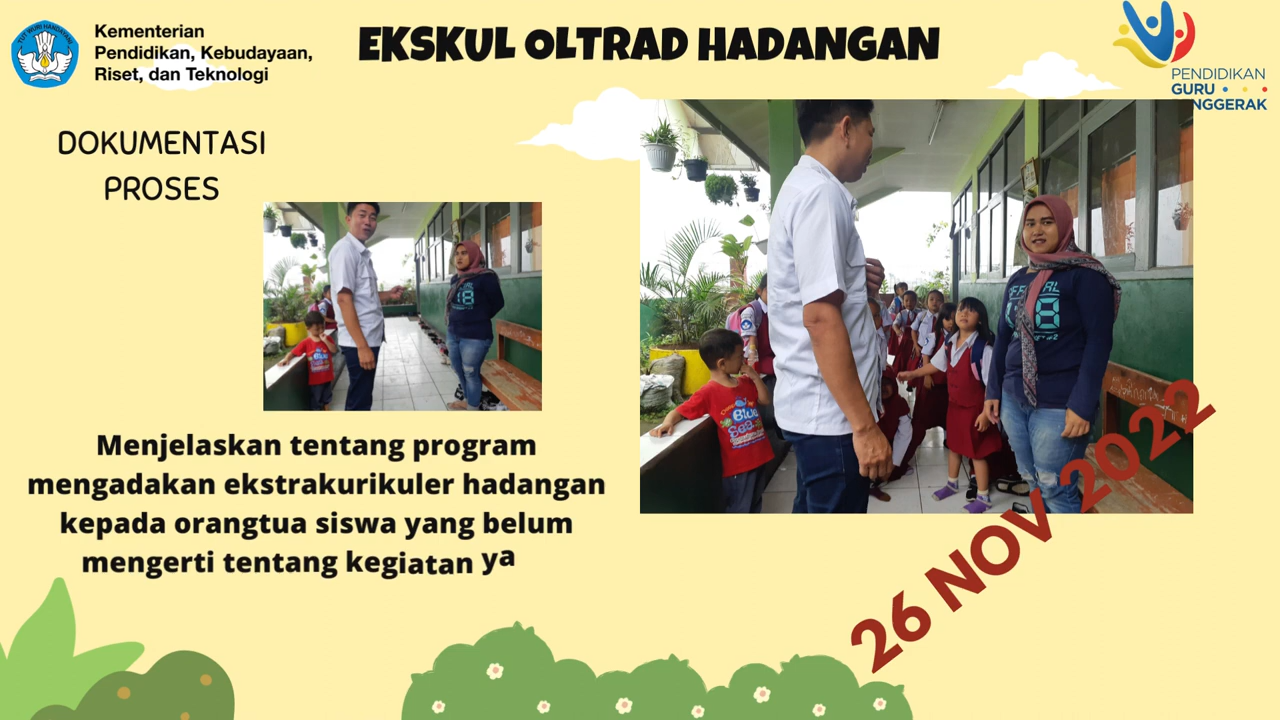 Kementerian
Pendidikan, Kebudayaan,
Riset, dan Teknologi
EKSKUL OLTRAD HADANGAN
PENDIDIKAN
GURU
DOKUMENTASI
PROSES
Menjelaskan tentang program
mengadakan ekstrakurikuler hadangan
kepada orangtua siswa yang belum
mengerti tentang kegiatan ya
26 NOV 2022